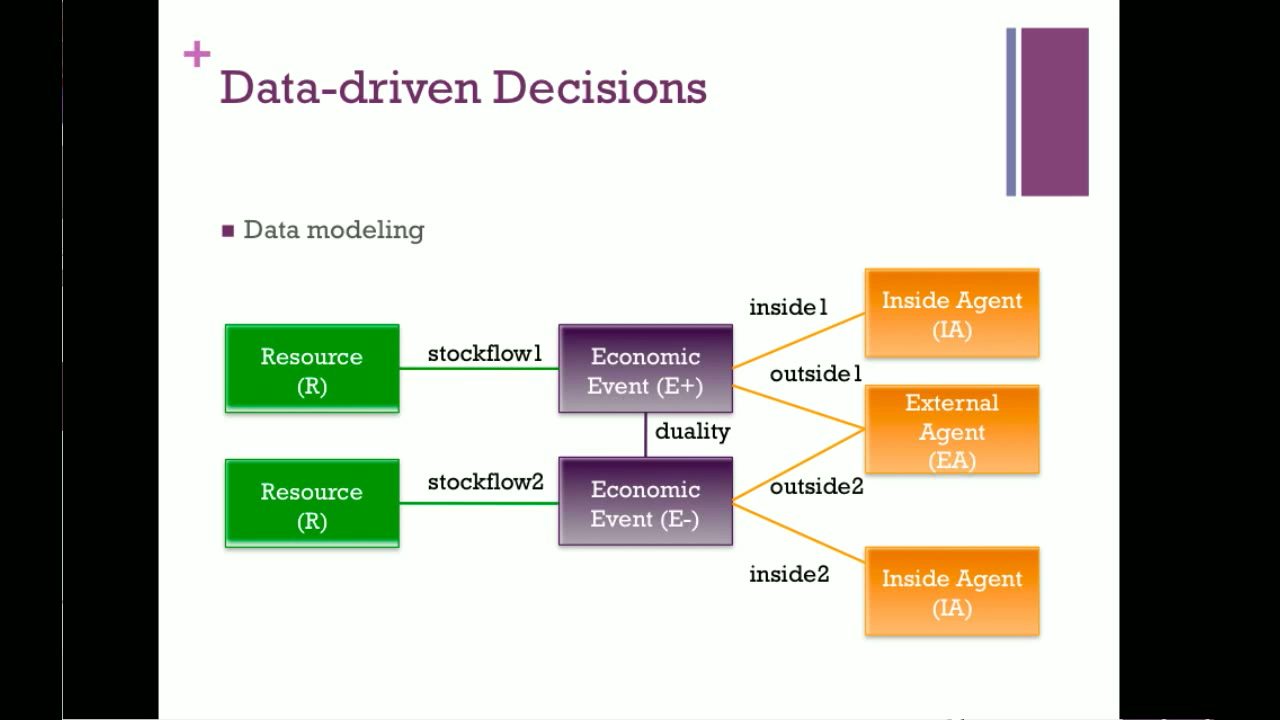 +
Data-driven Decisions
Data modeling
Resource
(R)
stockflow1
Economic
Event (E+)
inside1
Inside Agent
(IA)
outside1
External
Agent
(EA)
duality
Resource
(R)
stockflow2
Economic
Event (E-)
outside2
inside2
Inside Agent
(IA)